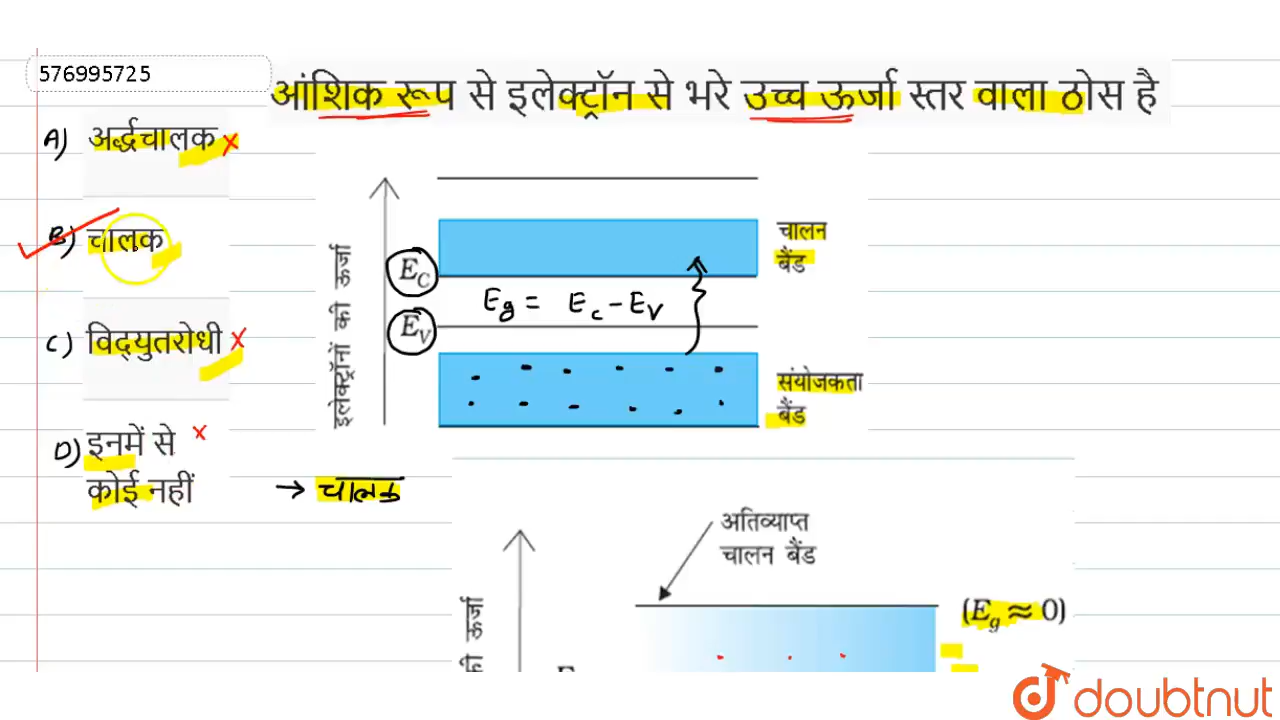 576995725
आंशिक रूप से इलेक्ट्रॉन से भरे उच्च ऊर्जा स्तर वाला ठोस है
A) अर्द्धचालक x
B) चालक
C) विद्युतरोधी x
D) इनमें से x
कोई नहीं
इलेक्ट्रॉनों की ऊर्जा
E_C
E_V
E_g = E_c - E_v
चालन
बैंड
संयोजकता
बैंड
→ चालक
अतिव्याप्त
चालन बैंड
(E_g ≈ 0)
की ऊर्जा
doubtnut